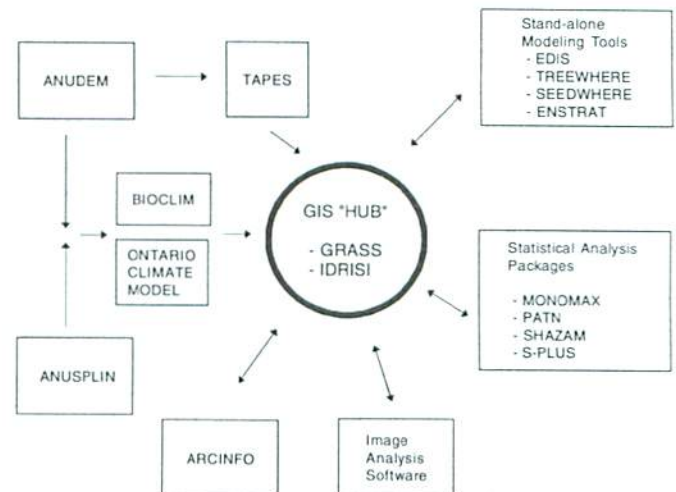 ANUDEM
TAPES
Stand-alone
Modeling Tools
- EDIS
- TREEWHERE
- SEEDWHERE
- ENSTRAT
BIOCLIM
ONTARIO
CLIMATE
MODEL
GIS "HUB"
- GRASS
- IDRISI
Statistical Analysis
Packages
- MONOMAX
- PATN
- SHAZAM
- S-PLUS
ANUSPLIN
ARCINFO
Image
Analysis
Software